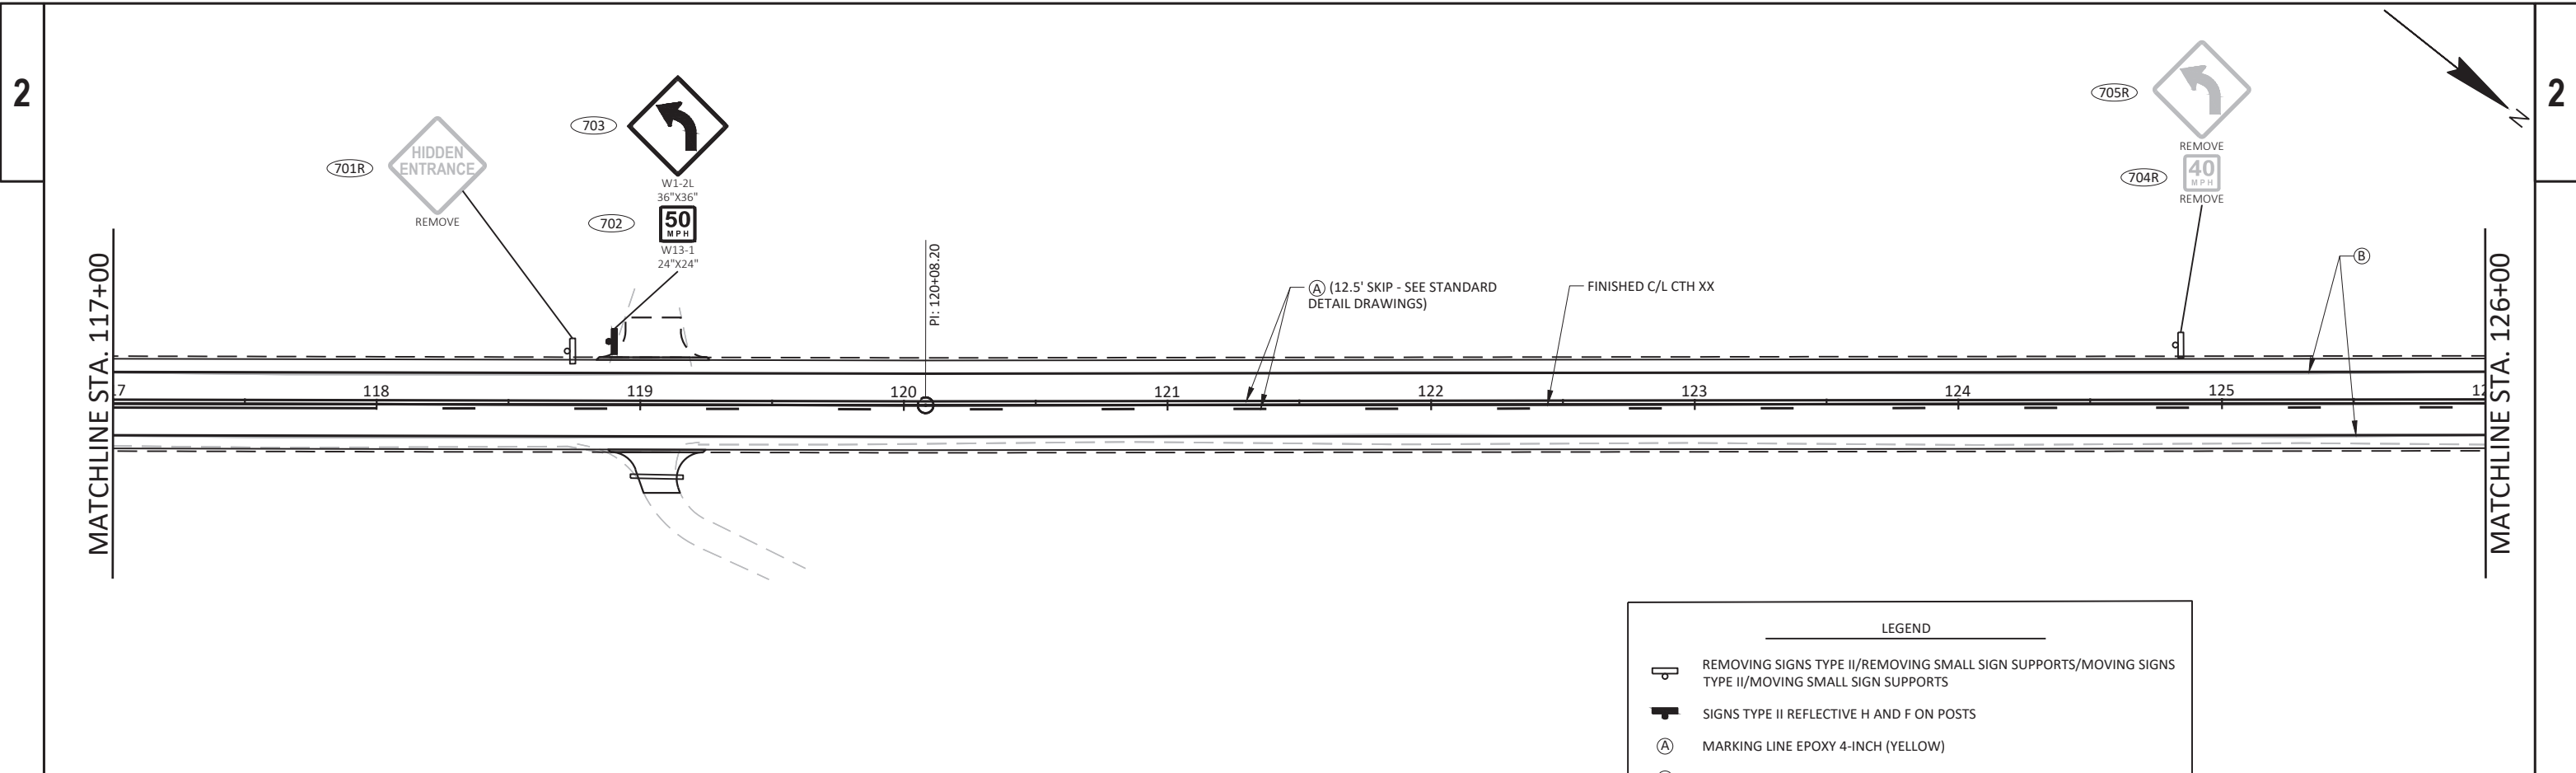 2
2
N
701R
HIDDEN
ENTRANCE
REMOVE
703
W1-2L
36"X36"
702
50
MPH
W13-1
24"X24"
705R
REMOVE
704R
40
MPH
REMOVE
PI: 120+08.20
A (12.5' SKIP - SEE STANDARD
DETAIL DRAWINGS)
FINISHED C/L CTH XX
B
MATCHLINE STA. 117+00
118
119
120
121
122
123
124
125
MATCHLINE STA. 126+00
LEGEND
REMOVING SIGNS TYPE II/REMOVING SMALL SIGN SUPPORTS/MOVING SIGNS
TYPE II/MOVING SMALL SIGN SUPPORTS
SIGNS TYPE II REFLECTIVE H AND F ON POSTS
A MARKING LINE EPOXY 4-INCH (YELLOW)